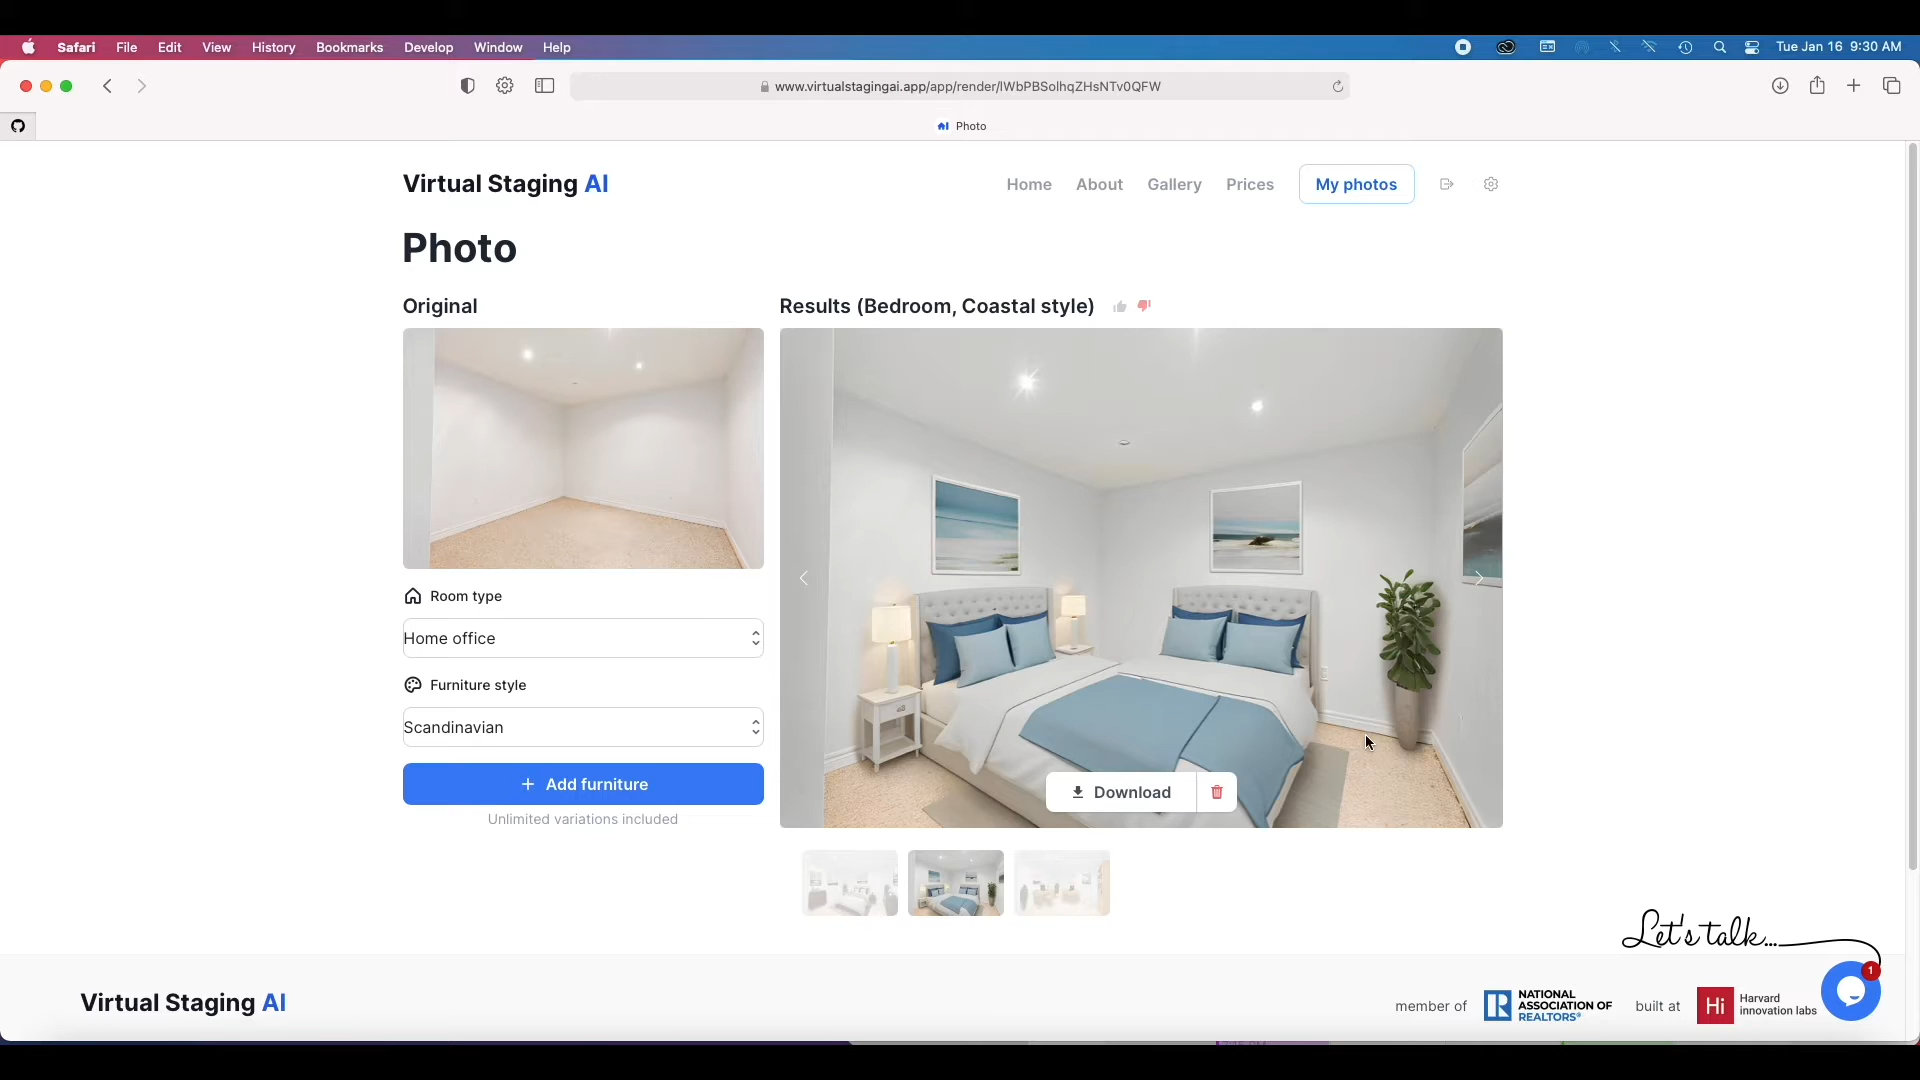 Safari File Edit View History Bookmarks Develop Window Help
Tue Jan 16 9:30 AM
www.virtualstagingai.app/app/render/IWbPBSolhqZHsNTv0QFW
Photo
Virtual Staging AI
Home About Gallery Prices My photos
Photo
Original
Results (Bedroom, Coastal style)
Room type
Home office
Furniture style
Scandinavian
+ Add furniture
Unlimited variations included
Download
Let's talk...
1
Virtual Staging AI
member of
NATIONAL
ASSOCIATION OF
REALTORS®
built at
Hi
Harvard
innovation labs